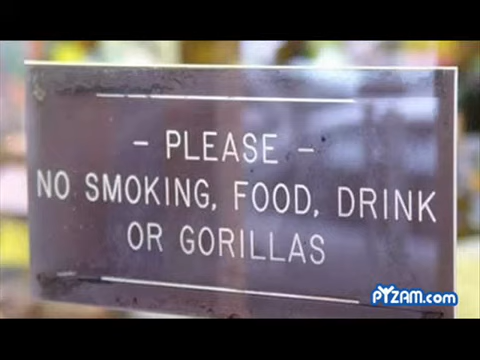 - PLEASE -
NO SMOKING, FOOD, DRINK
OR GORILLAS
PYZAM.com